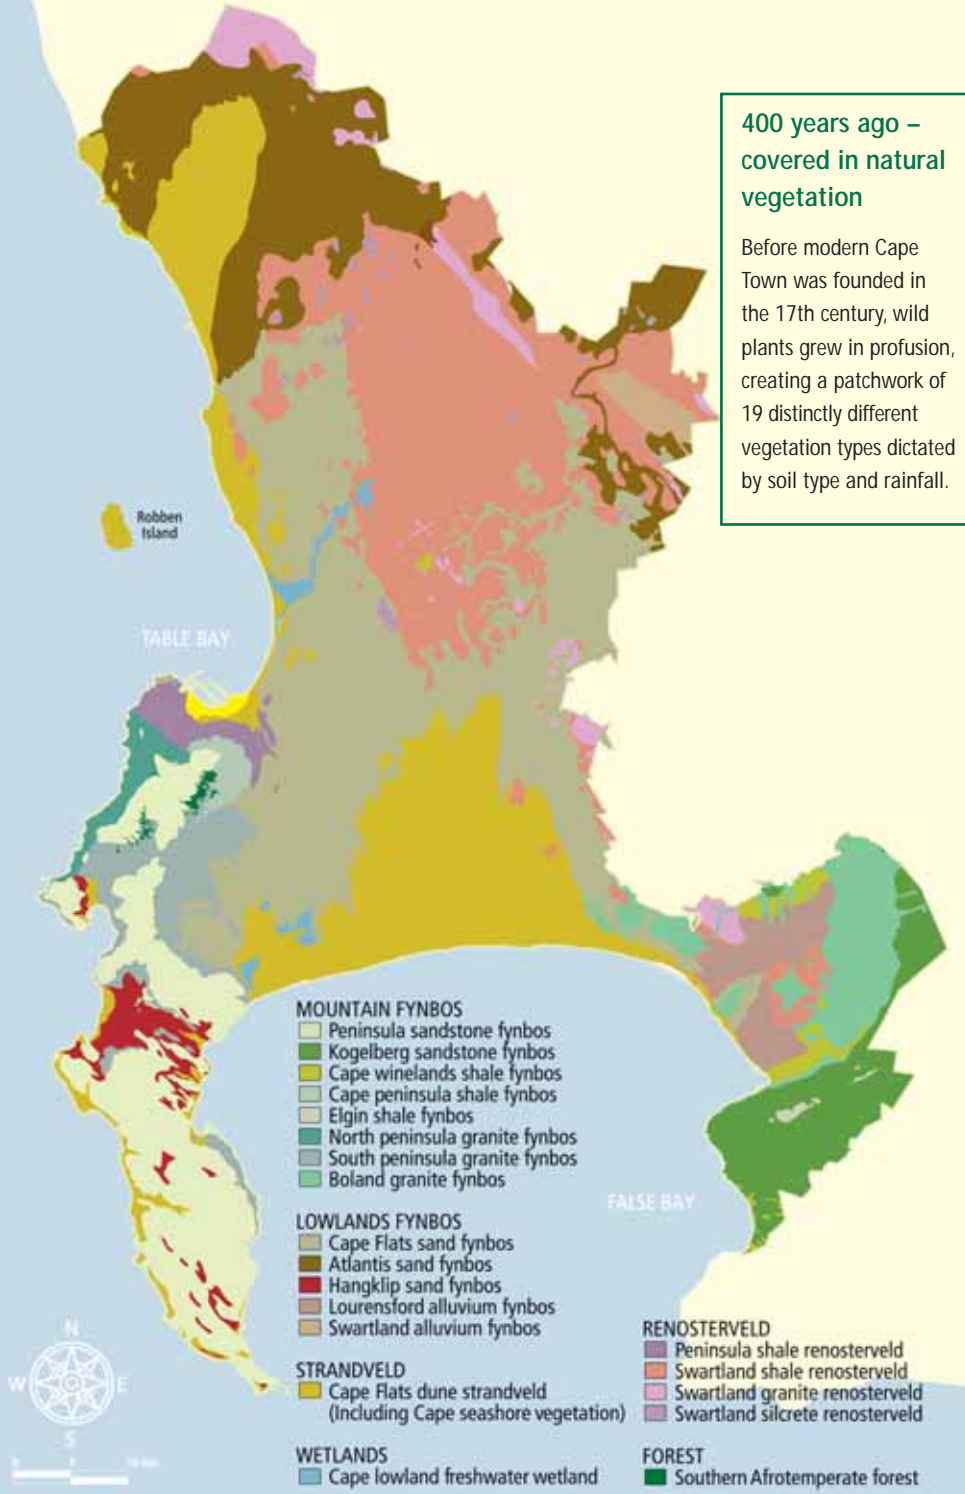 400 years ago –
covered in natural
vegetation
Before modern Cape
Town was founded in
the 17th century, wild
plants grew in profusion,
creating a patchwork of
19 distinctly different
vegetation types dictated
by soil type and rainfall.
Robben
Island
TABLE BAY
FALSE BAY
MOUNTAIN FYNBOS
Peninsula sandstone fynbos
Kogelberg sandstone fynbos
Cape winelands shale fynbos
Cape peninsula shale fynbos
Elgin shale fynbos
North peninsula granite fynbos
South peninsula granite fynbos
Boland granite fynbos
LOWLANDS FYNBOS
Cape Flats sand fynbos
Atlantis sand fynbos
Hangklip sand fynbos
Lourensford alluvium fynbos
Swartland alluvium fynbos
STRANDVELD
Cape Flats dune strandveld
(Including Cape seashore vegetation)
WETLANDS
Cape lowland freshwater wetland
RENOSTERVELD
Peninsula shale renosterveld
Swartland shale renosterveld
Swartland granite renosterveld
Swartland silcrete renosterveld
FOREST
Southern Afrotemperate forest
N
W E
S